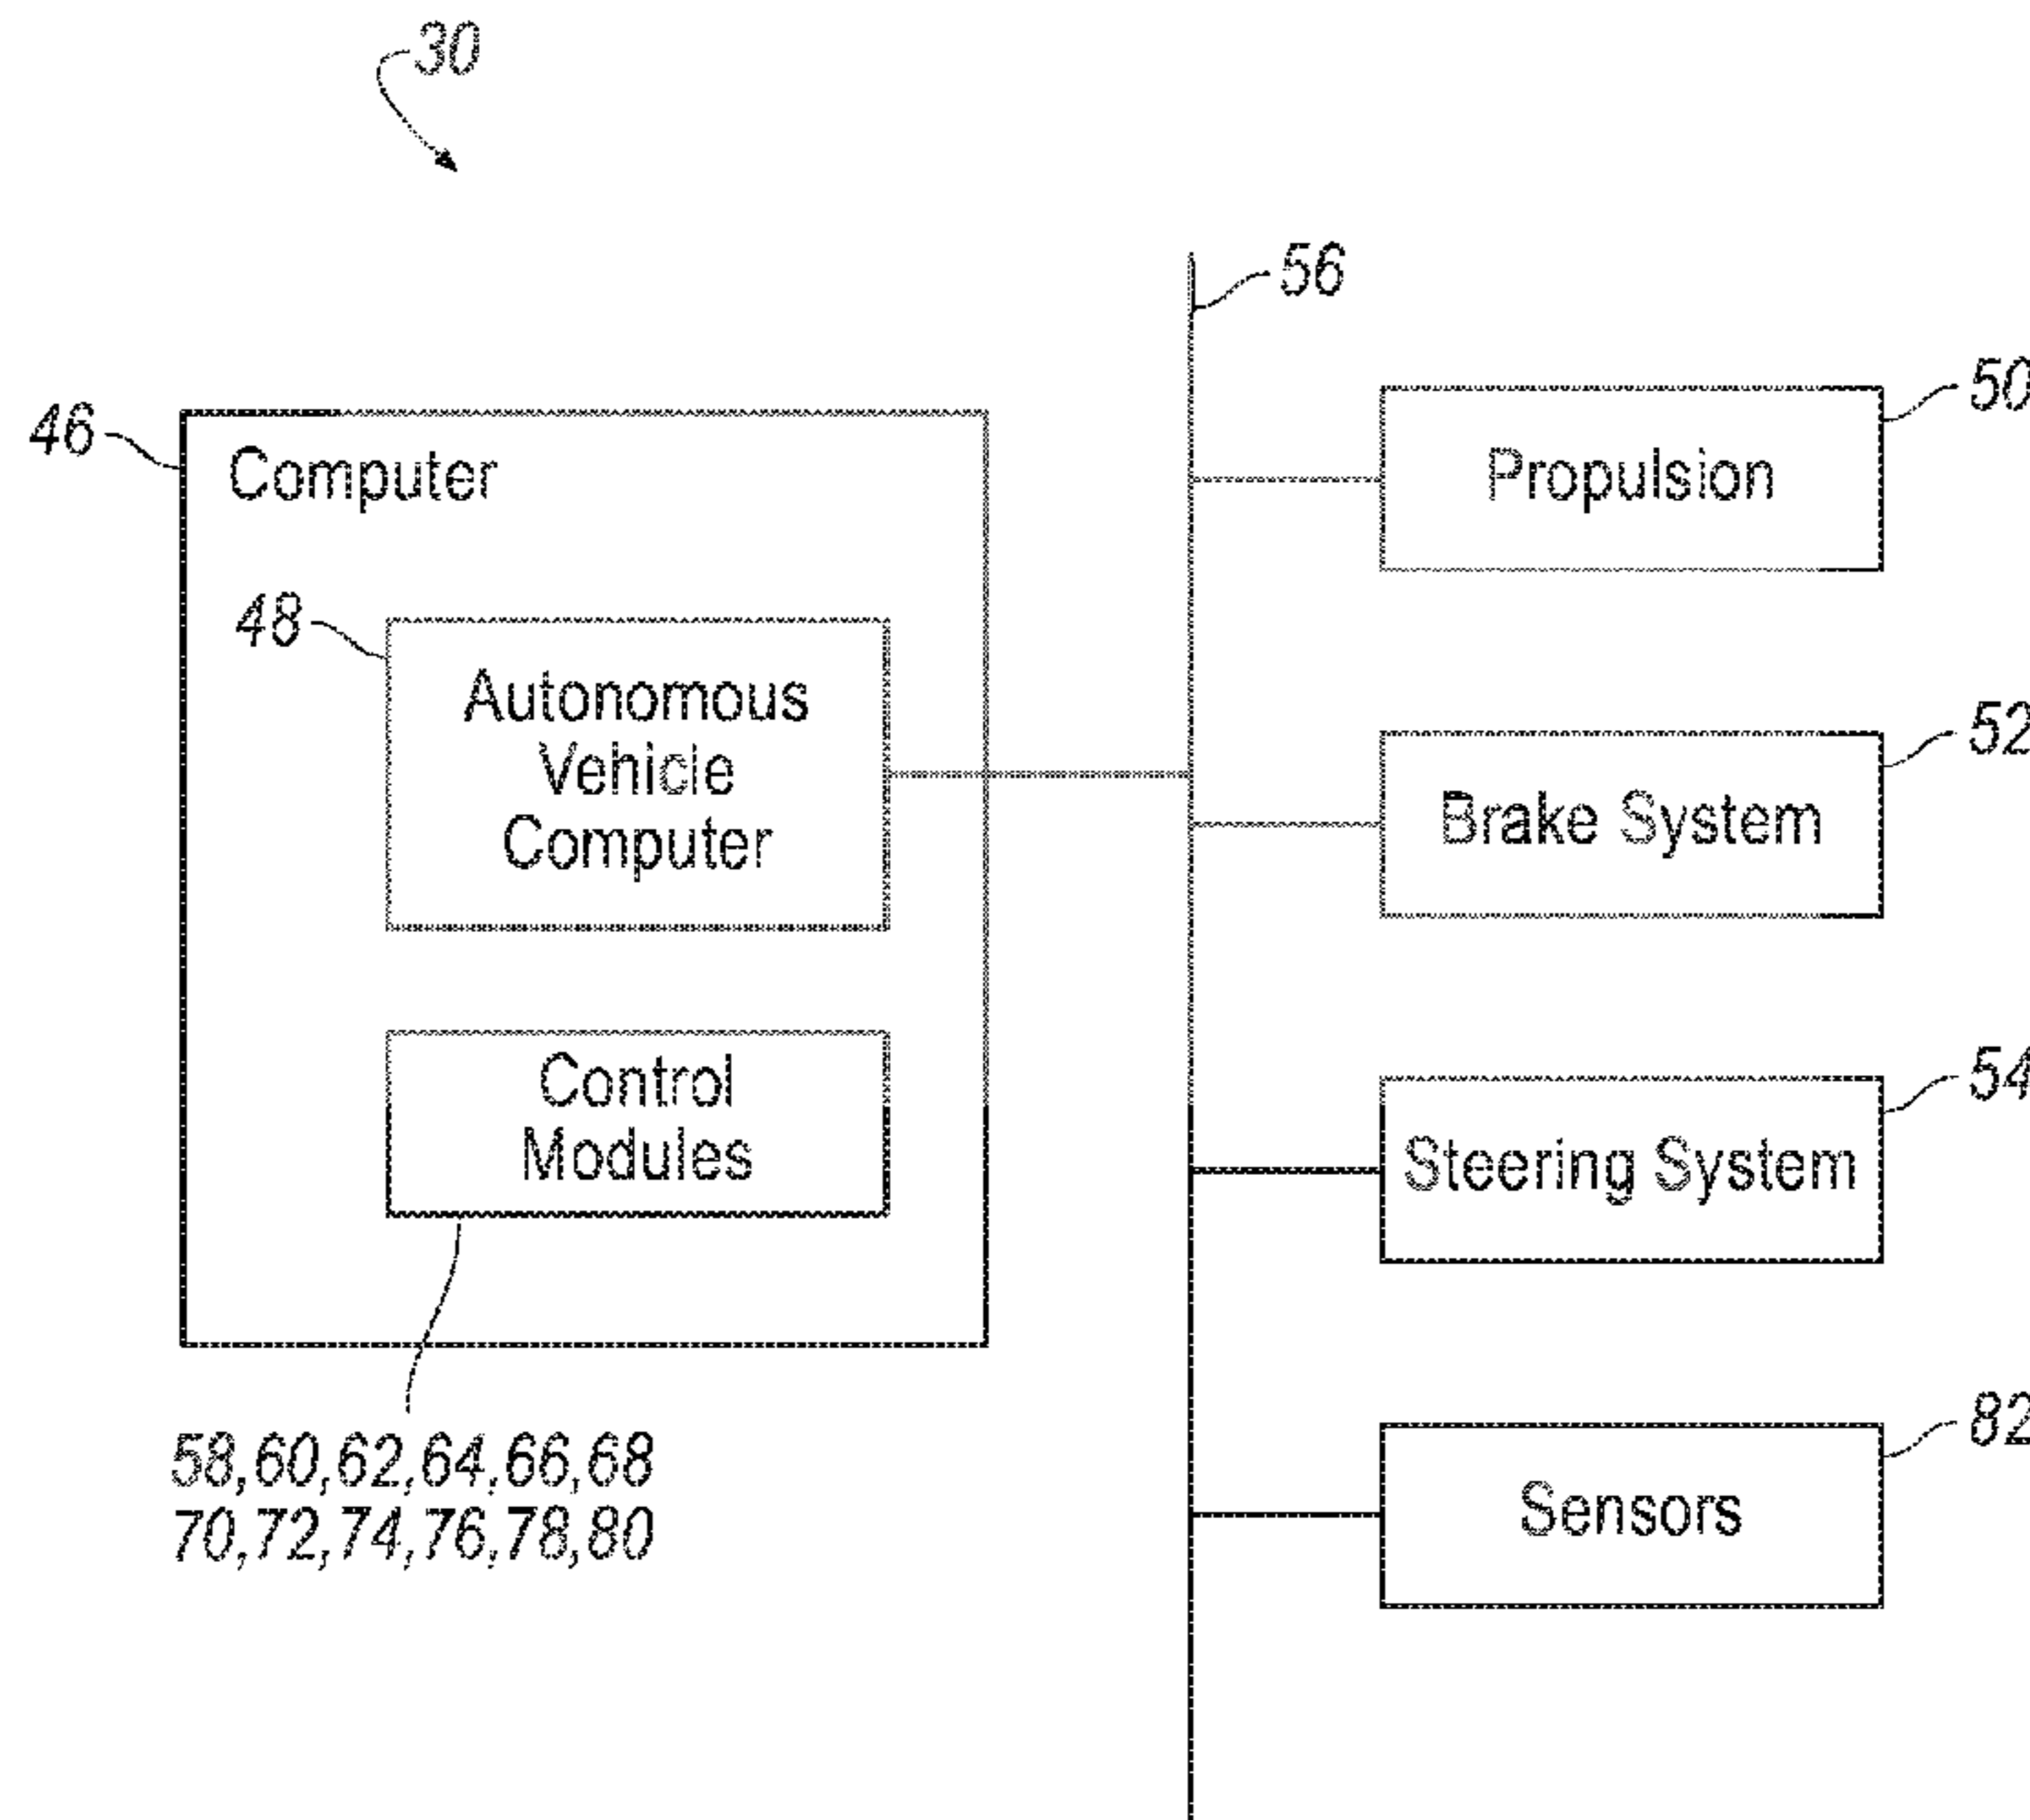 30
56
50
46
Computer
Propulsion
48
Autonomous
Vehicle
Computer
52
Brake System
Control
Modules
54
Steering System
82
Sensors
58,60,62,64,66,68
70,72,74,76,78,80